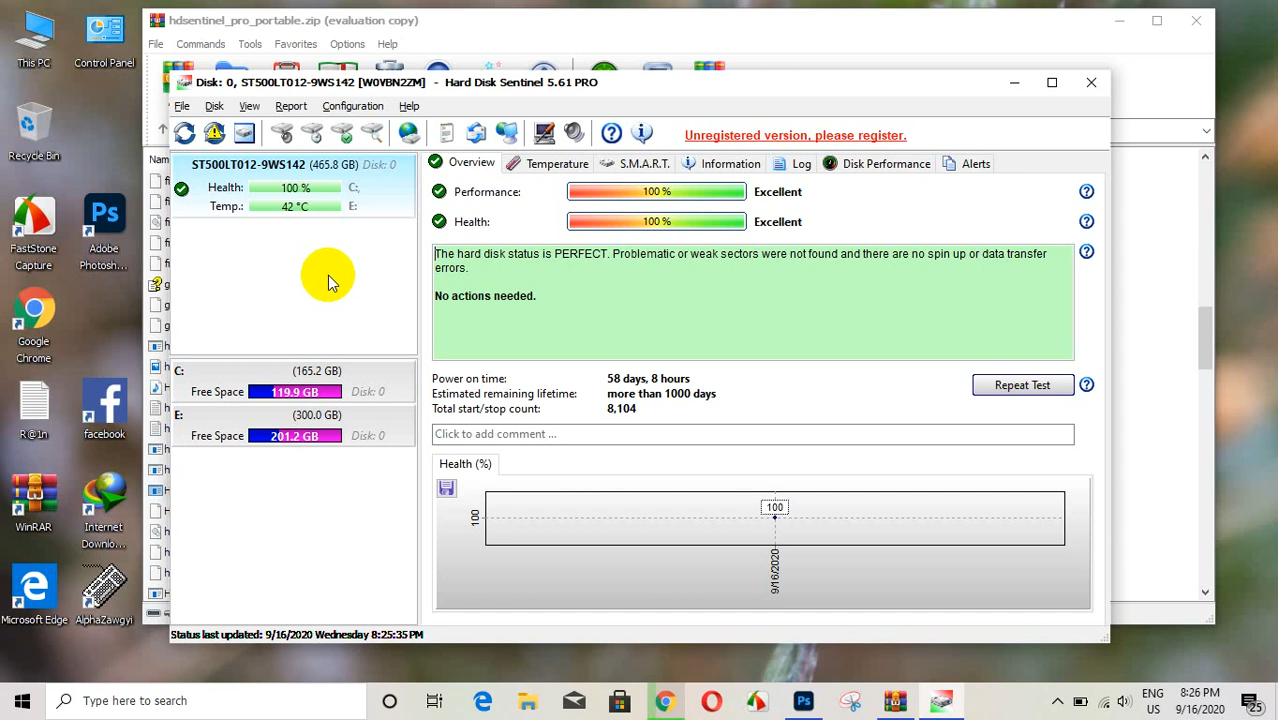 This PC
Control Panel
Recycle Bin
FastStone
Capture
Adobe
Photosh...
Google
Chrome
R@1n
facebook
WinRAR
Internet
Downlo...
Microsoft Edge
AlphaZawgyi
hdsentinel_pro_portable.zip (evaluation copy)
File Commands Tools Favorites Options Help
Disk: 0, ST500LT012-9WS142 [W0VBN2ZM] - Hard Disk Sentinel 5.61 PRO
File Disk View Report Configuration Help
Unregistered version, please register.
ST500LT012-9WS142 (465.8 GB) Disk: 0
Health: 100 % C:,
Temp.: 42 °C E:
C: (165.2 GB)
Free Space 119.9 GB Disk: 0
E: (300.0 GB)
Free Space 201.2 GB Disk: 0
Overview Temperature S.M.A.R.T. Information Log Disk Performance Alerts
Performance: 100 % Excellent
Health: 100 % Excellent
The hard disk status is PERFECT. Problematic or weak sectors were not found and there are no spin up or data transfer
errors.
No actions needed.
Power on time: 58 days, 8 hours
Estimated remaining lifetime: more than 1000 days
Total start/stop count: 8,104
Repeat Test
Click to add comment ...
Health (%)
100
100
9/16/2020
Status last updated: 9/16/2020 Wednesday 8:25:35 PM
Type here to search
ENG
US
8:26 PM
9/16/2020
25